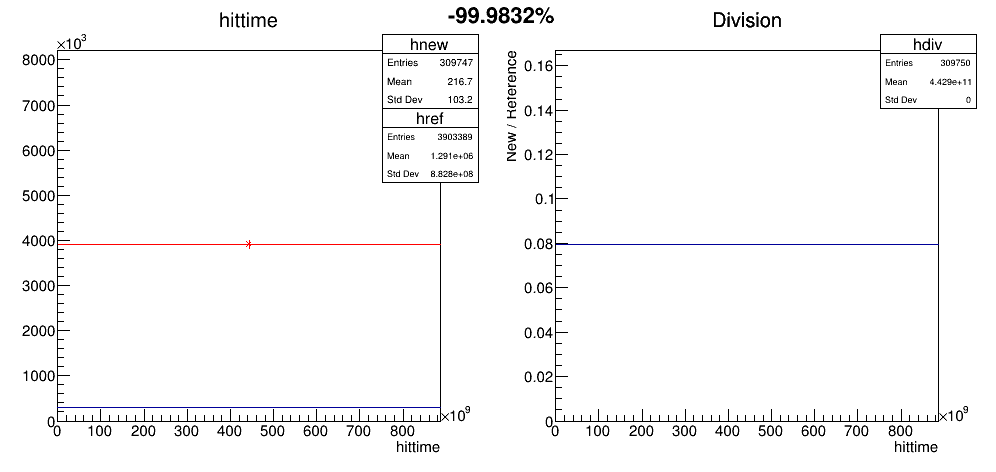 -99.9832%
hittime
×10³
8000
7000
6000
5000
4000
3000
2000
1000
0
0 100 200 300 400 500 600 700 800
×10⁹
hittime
hnew
Entries 309747
Mean 216.7
Std Dev 103.2
href
Entries 3903389
Mean 1.291e+06
Std Dev 8.828e+08
Division
New / Reference
0.16
0.14
0.12
0.1
0.08
0.06
0.04
0.02
0
0 100 200 300 400 500 600 700 800
×10⁹
hittime
hdiv
Entries 309750
Mean 4.429e+11
Std Dev 0